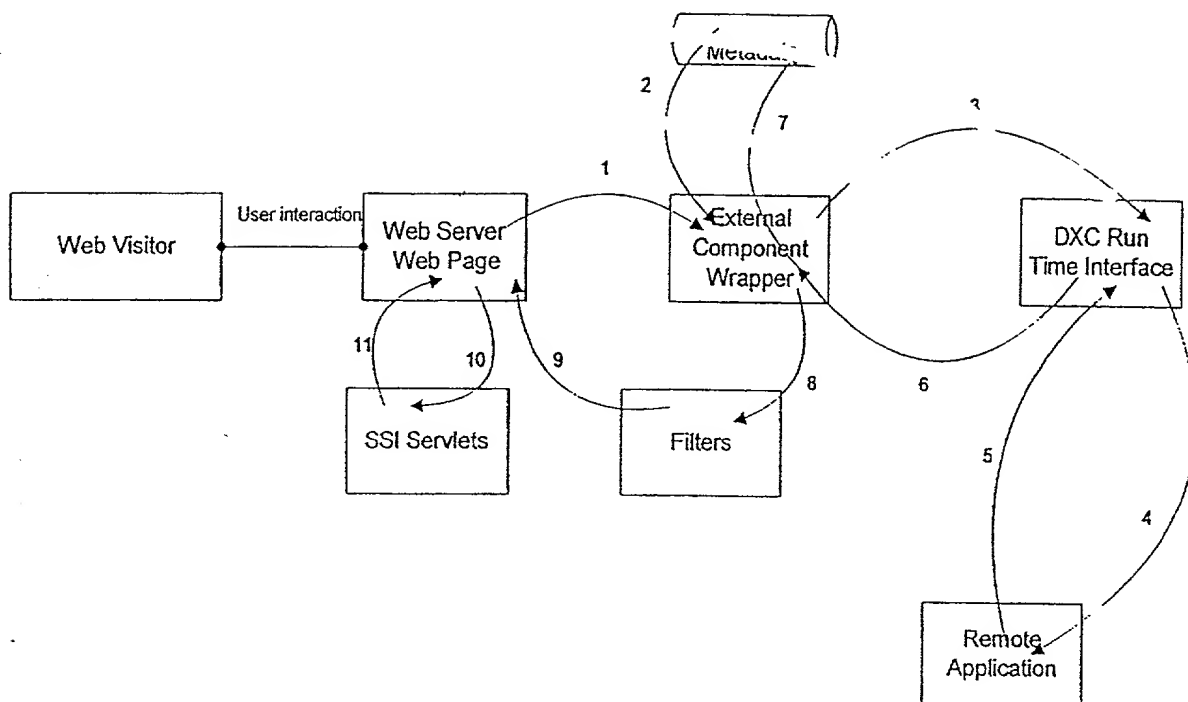 2
7
3
1
User interaction
Web Visitor
Web Server
Web Page
External
Component
Wrapper
DXC Run
Time Interface
11
10
9
8
6
SSI Servlets
Filters
5
4
Remote
Application